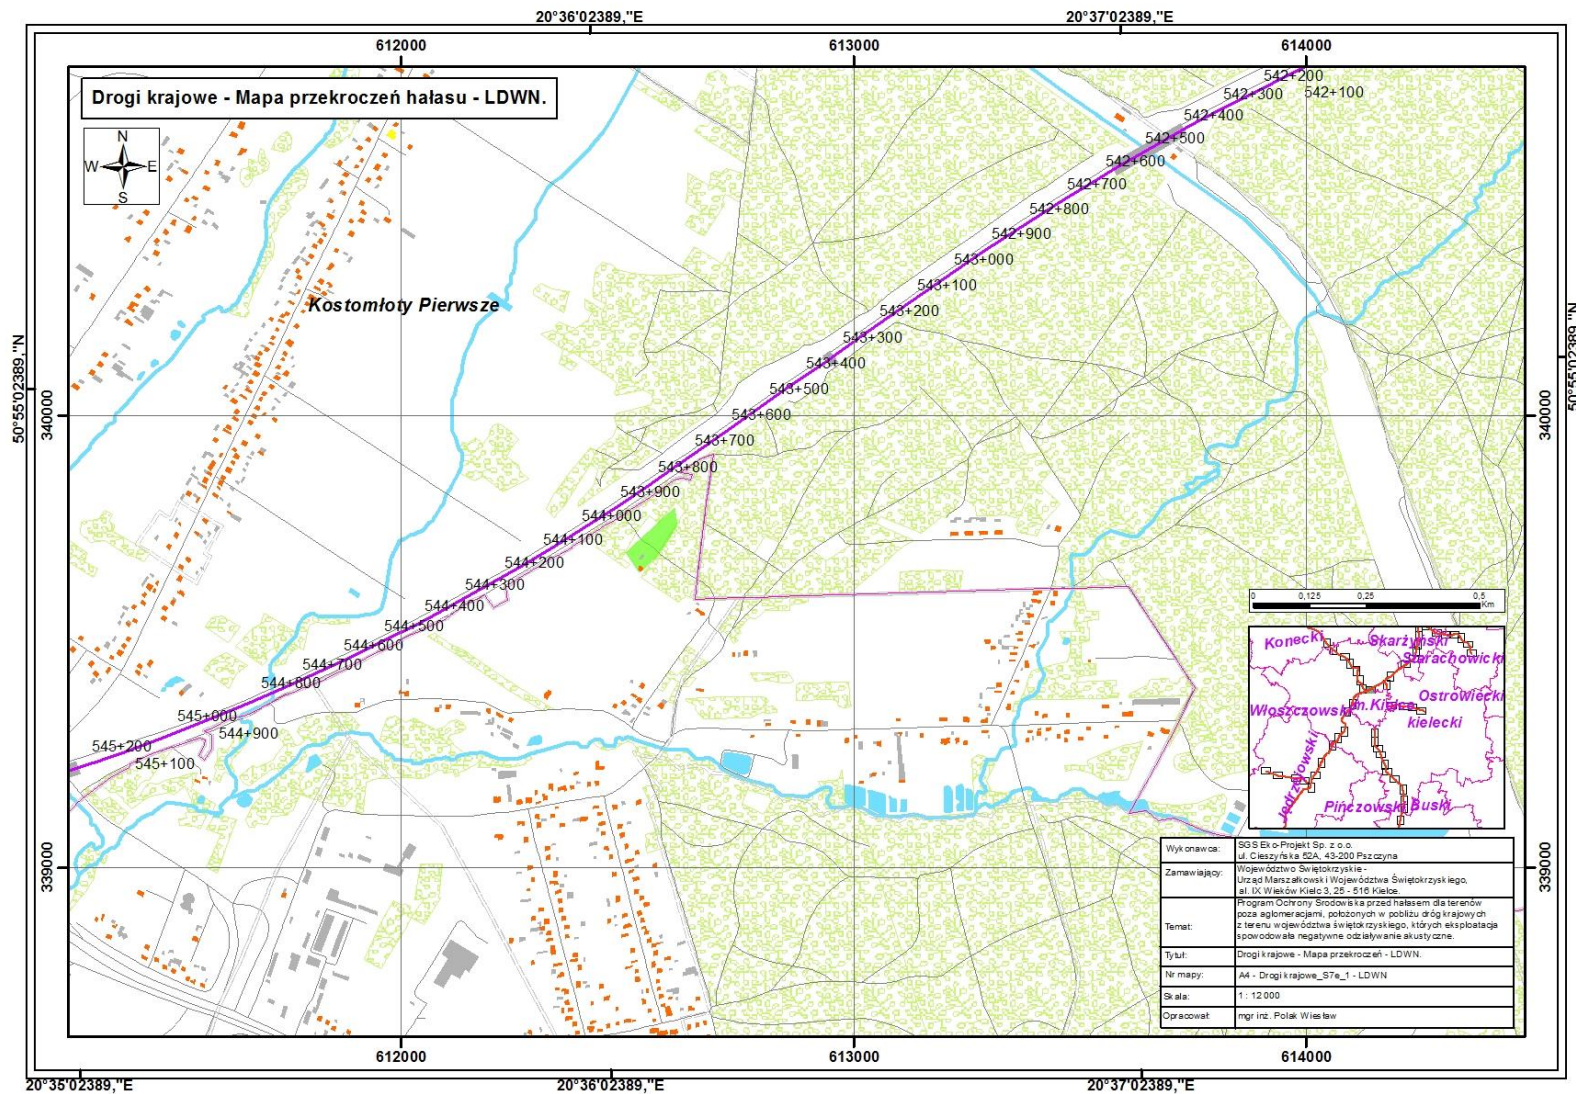 20°36'02389,"E
20°37'02389,"E
612000
613000
614000
Drogi krajowe - Mapa przekroczeń hałasu - LDWN.
N
W
E
S
542+200
542+100
542+300
542+400
542+500
542+600
542+700
542+800
542+900
543+000
543+100
543+200
Kostomłoty Pierwsze
543+300
543+400
543+500
543+600
543+700
543+800
543+900
544+000
544+100
544+200
544+300
544+400
544+500
544+600
544+700
544+800
545+000
544+900
545+200
545+100
50°55'02389,"N
340000
339000
340000
339000
50°55'02389,"N
0
0,125
0,25
0,5
Km
Konecki
Skarżyński
Starachowicki
Ostrowiecki
Włoszczowski
m.Kielce
kielecki
Jędrzejowski
Pińczowski
Buski
Wykonawca:
SGS Eko-Projekt Sp. z o.o.
ul. Cieszyńska 52A, 43-200 Pszczyna
Zamawiający:
Województwo Świętokrzyskie -
Urząd Marszałkowski Województwa Świętokrzyskiego,
al. IX Wieków Kielc 3, 25 - 516 Kielce.
Temat:
Program Ochrony Środowiska przed hałasem dla terenów
poza aglomeracjami, położonych w pobliżu dróg krajowych
z terenu województwa świętokrzyskiego, których eksploatacja
spowodowała negatywne odziaływanie akustyczne.
Tytuł:
Drogi krajowe - Mapa przekroczeń - LDWN.
Nr mapy:
A4 - Drogi krajowe_S7e_1 - LDWN
Skala:
1 : 12 000
Opracował:
mgr inż. Polak Wiesław
612000
613000
614000
20°35'02389,"E
20°36'02389,"E
20°37'02389,"E